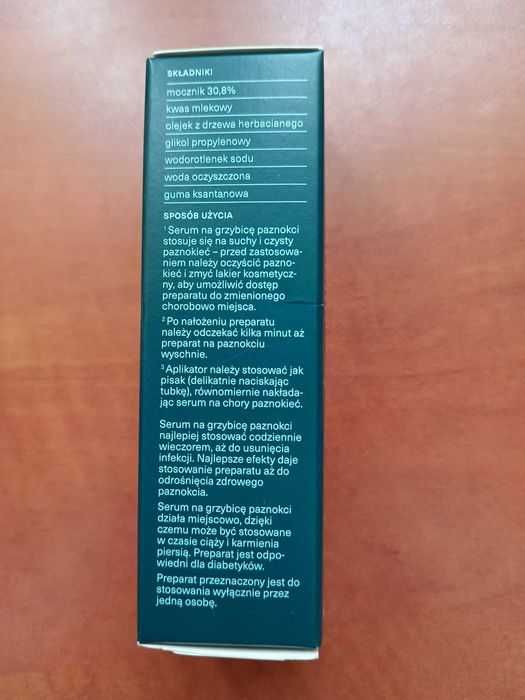 SKŁADNIKI
mocznik 30,8%
kwas mlekowy
olejek z drzewa herbacianego
glikol propylenowy
wodorotlenek sodu
woda oczyszczona
guma ksantanowa
SPOSÓB UŻYCIA
¹ Serum na grzybicę paznokci
stosuje się na suchy i czysty
paznokieć – przed zastosowa-
niem należy oczyścić pazno-
kieć i zmyć lakier kosmetycz-
ny, aby umożliwić dostęp
preparatu do zmienionego
chorobowo miejsca.
² Po nałożeniu preparatu
należy odczekać kilka minut aż
preparat na paznokciu
wyschnie.
³ Aplikator należy stosować jak
pisak (delikatnie naciskając
tubkę), równomiernie nakłada-
jąc serum na chory paznokieć.
Serum na grzybicę paznokci
najlepiej stosować codziennie
wieczorem, aż do usunięcia
infekcji. Najlepsze efekty daje
stosowanie preparatu aż do
odrośnięcia zdrowego
paznokcia.
Serum na grzybicę paznokci
działa miejscowo, dzięki
czemu może być stosowane
w czasie ciąży i karmienia
piersią. Preparat jest odpo-
wiedni dla diabetyków.
Preparat przeznaczony jest do
stosowania wyłącznie przez
jedną osobę.